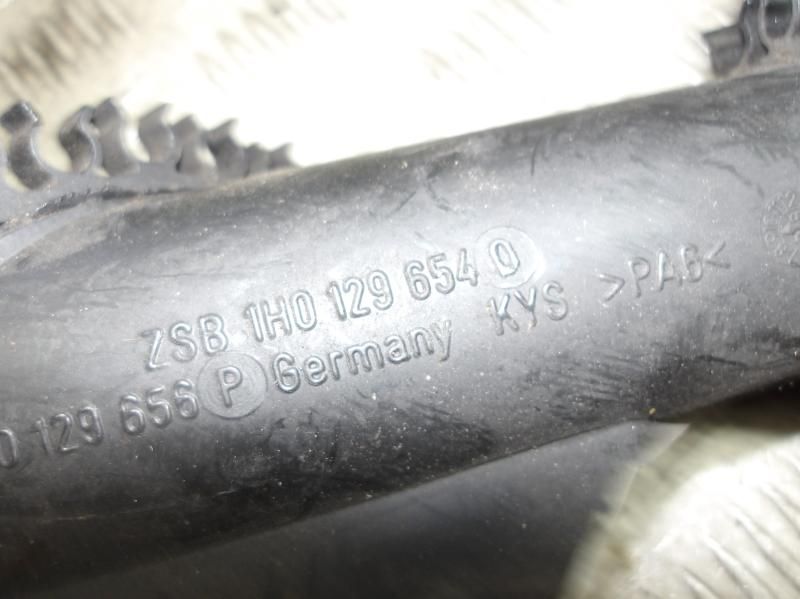 ZSB 1H0 129 654 Q
0 129 656 P Germany KYS >PA6<